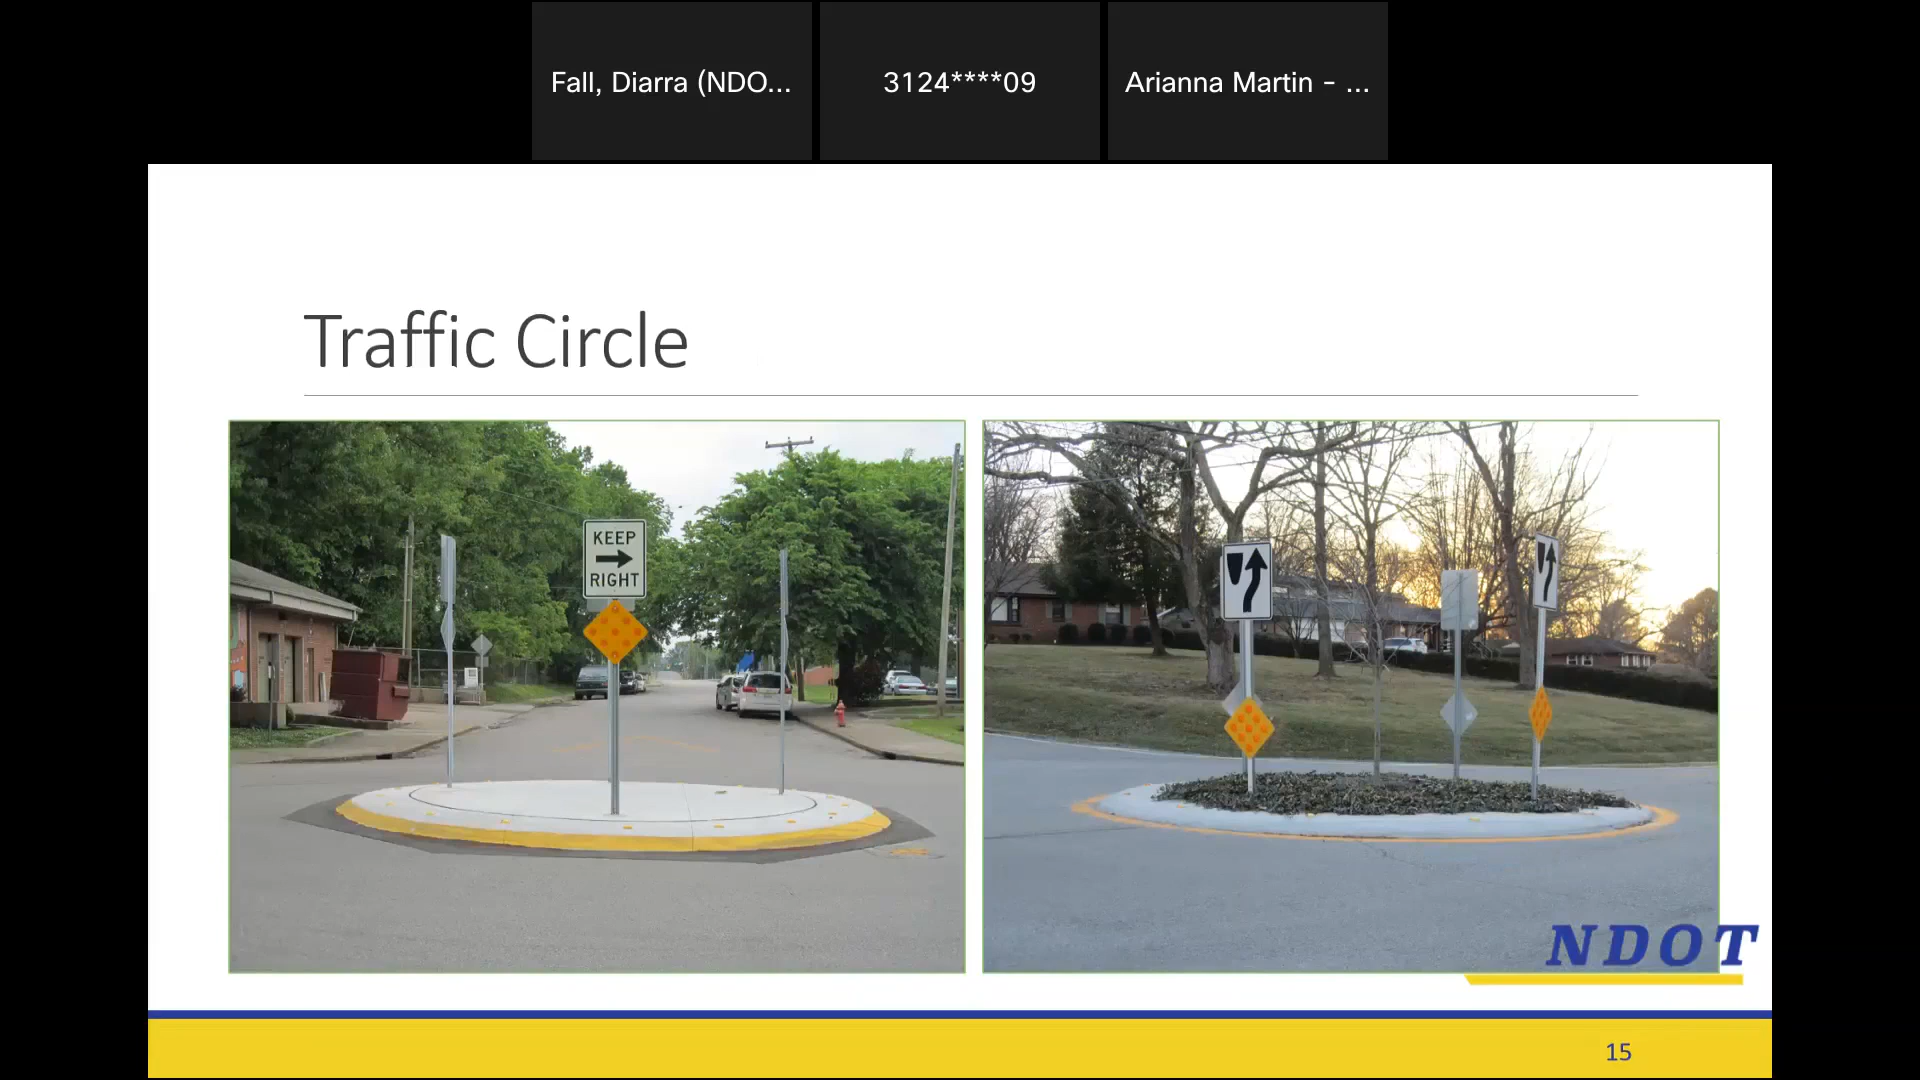 Fall, Diarra (NDO...
3124****09
Arianna Martin - ...
Traffic Circle
KEEP
RIGHT
NDOT
15